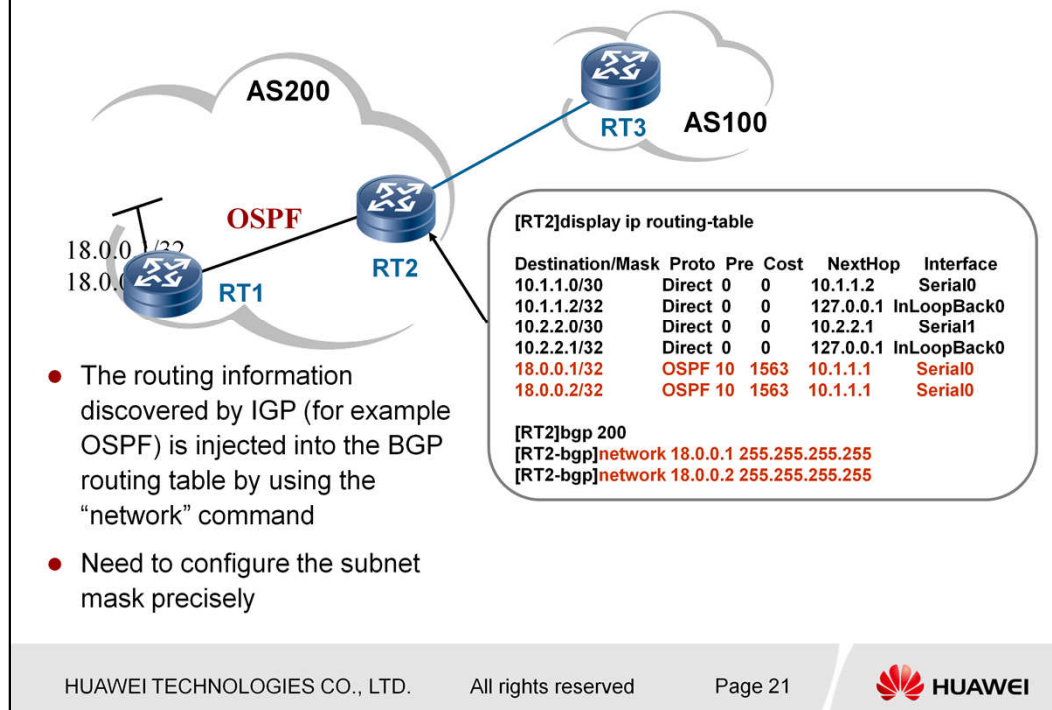 AS200
RT3
AS100
OSPF
18.0.0 /32
18.0.0
RT1
RT2
[RT2]display ip routing-table
Destination/Mask Proto Pre Cost NextHop Interface
10.1.1.0/30 Direct 0 0 10.1.1.2 Serial0
10.1.1.2/32 Direct 0 0 127.0.0.1 InLoopBack0
10.2.2.0/30 Direct 0 0 10.2.2.1 Serial1
10.2.2.1/32 Direct 0 0 127.0.0.1 InLoopBack0
18.0.0.1/32 OSPF 10 1563 10.1.1.1 Serial0
18.0.0.2/32 OSPF 10 1563 10.1.1.1 Serial0
[RT2]bgp 200
[RT2-bgp]network 18.0.0.1 255.255.255.255
[RT2-bgp]network 18.0.0.2 255.255.255.255
● The routing information
discovered by IGP (for example
OSPF) is injected into the BGP
routing table by using the
“network” command
● Need to configure the subnet
mask precisely
HUAWEI TECHNOLOGIES CO., LTD. All rights reserved Page 21 HUAWEI